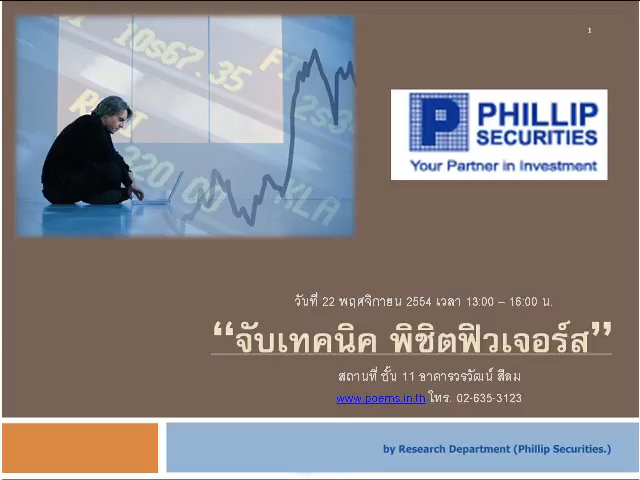 1
10s67.35
PHILLIP
SECURITIES
Your Partner in Investment
KLA
วันที่ 22 พฤศจิกายน 2554 เวลา 13:00 – 16:00 น.
“จับเทคนิค พิชิตฟิวเจอร์ส”
สถานที่ ชั้น 11 อาคารวรวัฒน์ สีลม
www.poems.in.th โทร. 02-635-3123
by Research Department (Phillip Securities.)